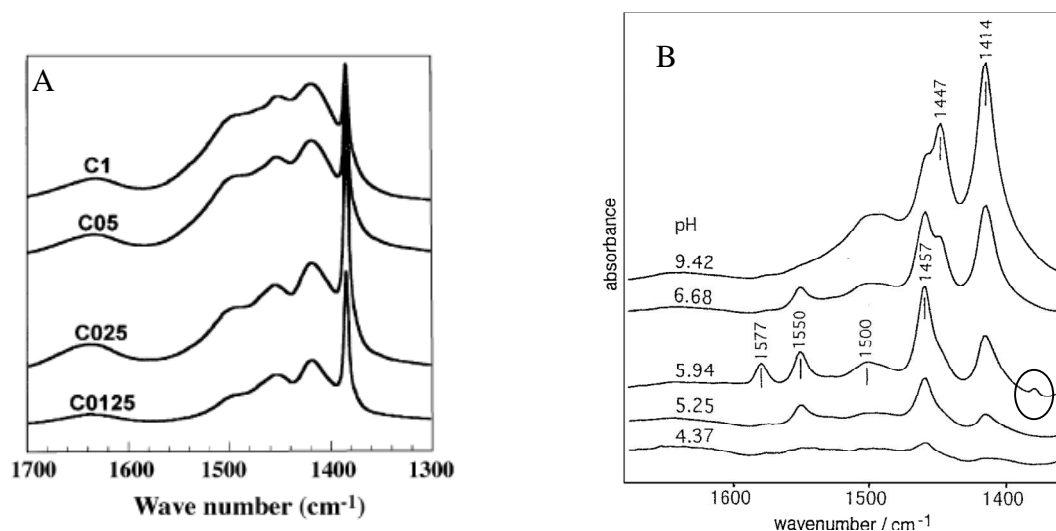 A
C1
C05
C025
C0125
1700 1600 1500 1400 1300
Wave number (cm-1)
B
1414
1447
pH
9.42
6.68
1457
1577
1550
1500
5.94
5.25
4.37
absorbance
1600 1500 1400
wavenumber / cm-1